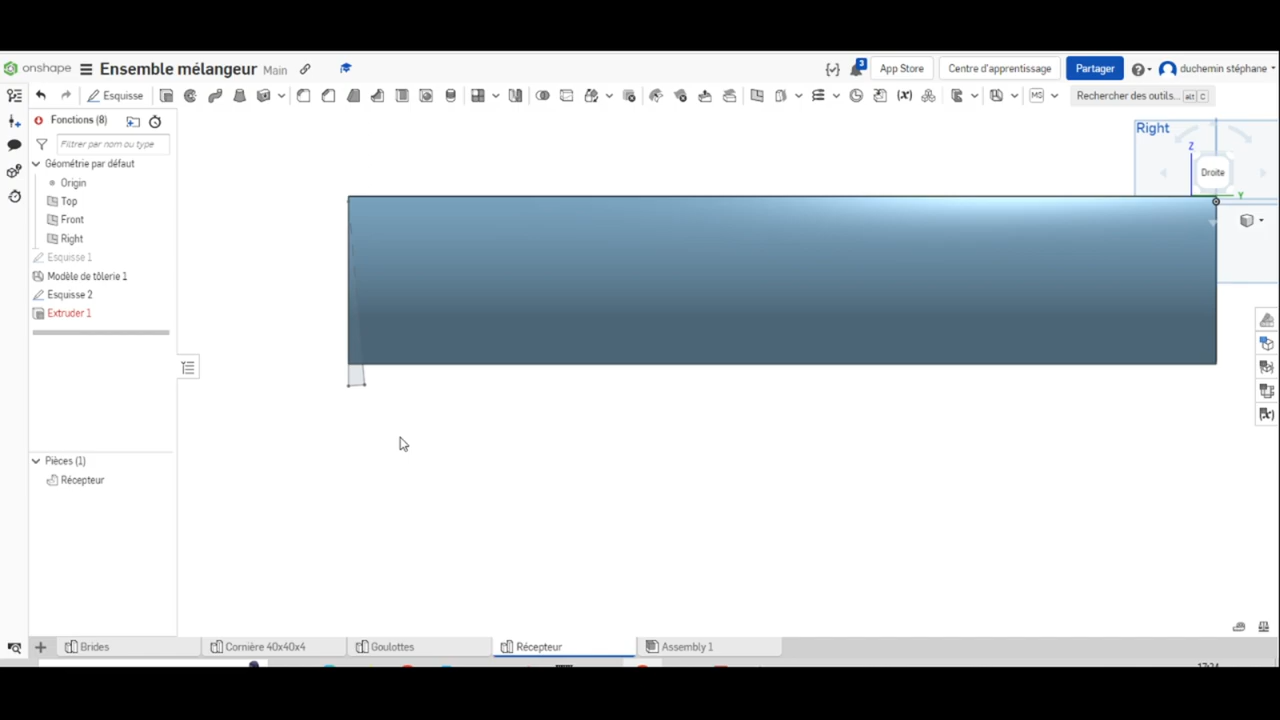 onshape Ensemble mélangeur Main 3 App Store Centre d'apprentissage Partager duchemin stéphane
Esquisse Rechercher des outils... alt C
Fonctions (8)
Filtrer par nom ou type
Géométrie par défaut
Origin
Top
Front
Right
Esquisse 1
Modèle de tôlerie 1
Esquisse 2
Extruder 1
Pièces (1)
Récepteur
Right
Z
Droite
Y
Brides Cornière 40x40x4 Goulottes Récepteur Assembly 1